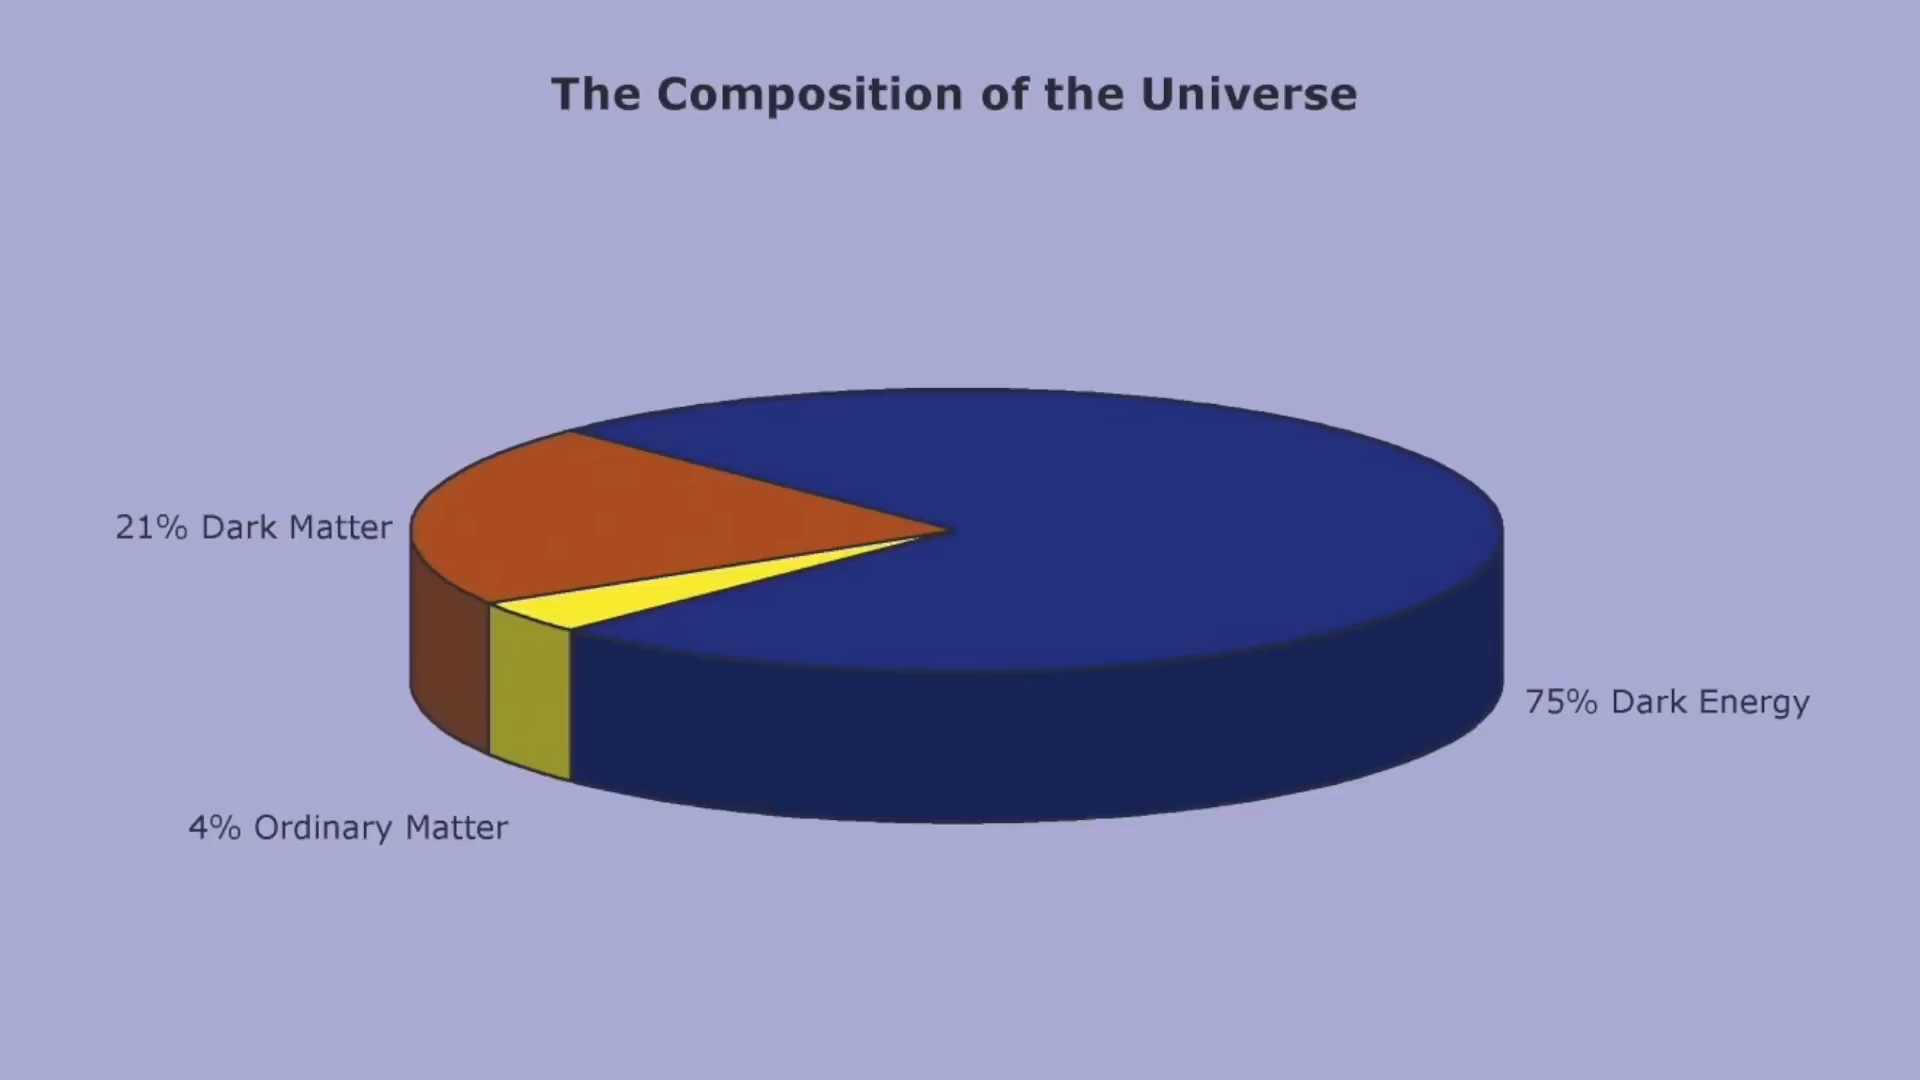 The Composition of the Universe
21% Dark Matter
75% Dark Energy
4% Ordinary Matter